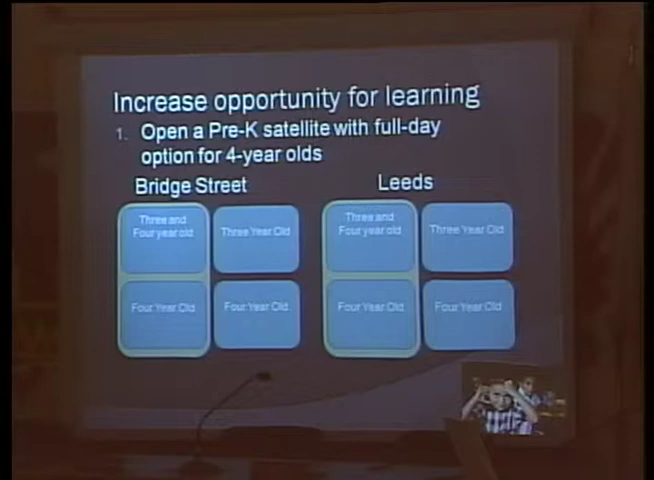 Increase opportunity for learning
1. Open a Pre-K satellite with full-day
option for 4-year olds
Bridge Street
Leeds
Three and
Four year old
Three Year Old
Three and
Four year old
Three Year Old
Four Year Old
Four Year Old
Four Year Old
Four Year Old